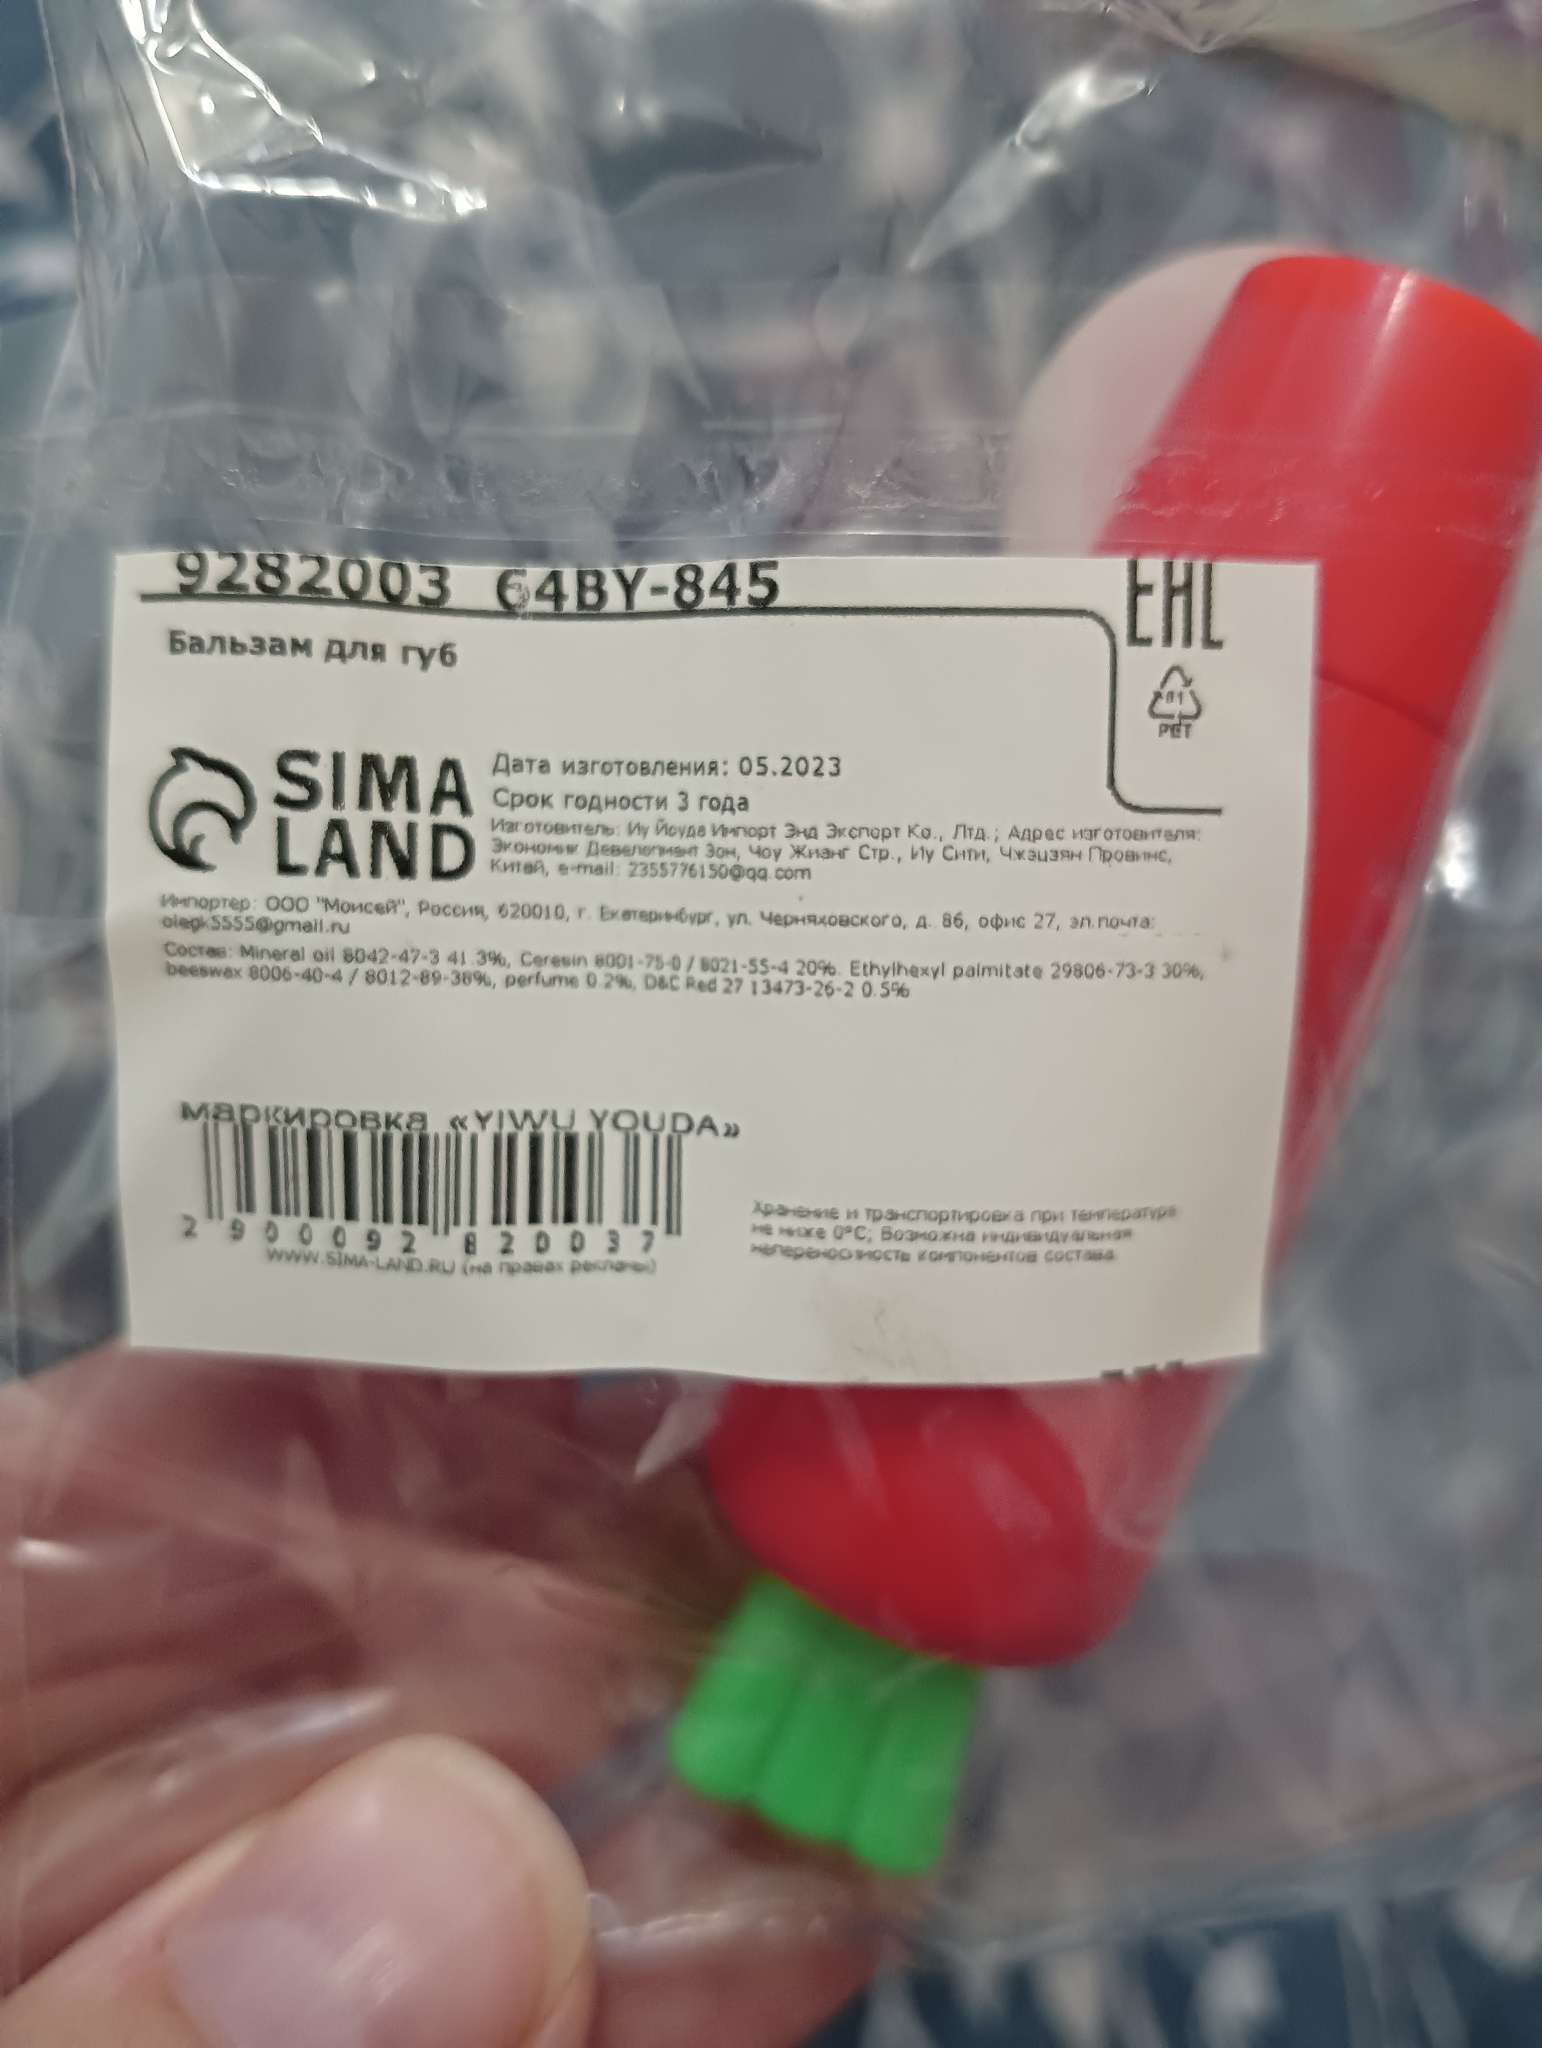 9282003 64BY-845
EAC
Бальзам для губ
81
PET
SIMA
LAND
Дата изготовления: 05.2023
Срок годности 3 года
Изготовитель: Иу Йоуда Импорт Энд Экспорт Ко., Лтд.; Адрес изготовителя:
Экономик Девелопмент Зон, Чоу Жианг Стр., Иу Сити, Чжэцзян Провинс,
Китай, e-mail: 2355776150@qq.com
Импортер: ООО "Моисей", Россия, 620010, г. Екатеринбург, ул. Черняховского, д. 86, офис 27, эл.почта:
olegk5555@gmail.ru
Состав: Mineral oil 8042-47-3 41.3%, Ceresin 8001-75-0 / 8021-55-4 20%. Ethylhexyl palmitate 29806-73-3 30%,
beeswax 8006-40-4 / 8012-89-38%, perfume 0.2%, D&C Red 27 13473-26-2 0.5%
маркировка «YIWU YOUDA»
2 900092 820037
WWW.SIMA-LAND.RU (на правах рекламы)
Хранение и транспортировка при температуре
не ниже 0°C; Возможна индивидуальная
непереносимость компонентов состава